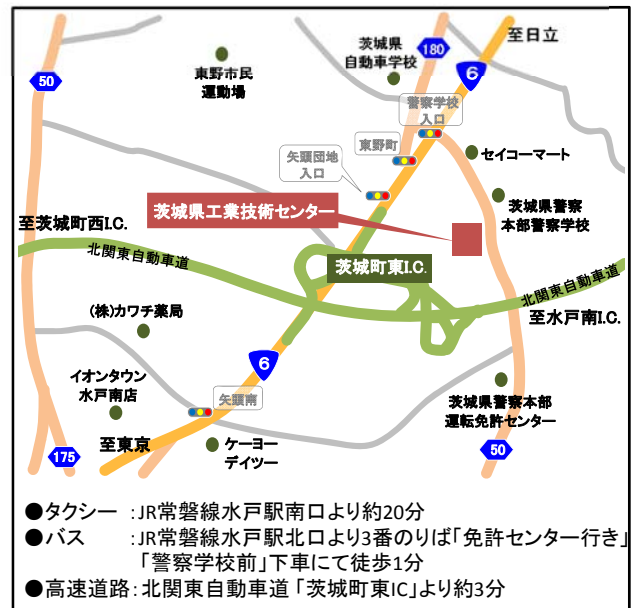 至日立
茨城県
自動車学校
180
6
50
東野市民
運動場
警察学校
入口
東野町
矢頭団地
入口
セイコーマート
茨城県工業技術センター
茨城県警察
本部警察学校
至茨城町西I.C.
北関東自動車道
茨城町東I.C.
北関東自動車道
至水戸南I.C.
(株)カワチ薬局
6
イオンタウン
水戸南店
矢頭南
茨城県警察本部
運転免許センター
至東京
ケーヨー
デイツー
175
50
●タクシー :JR常磐線水戸駅南口より約20分
●バス :JR常磐線水戸駅北口より3番のりば「免許センター行き」
「警察学校前」下車にて徒歩1分
●高速道路:北関東自動車道「茨城町東IC」より約3分